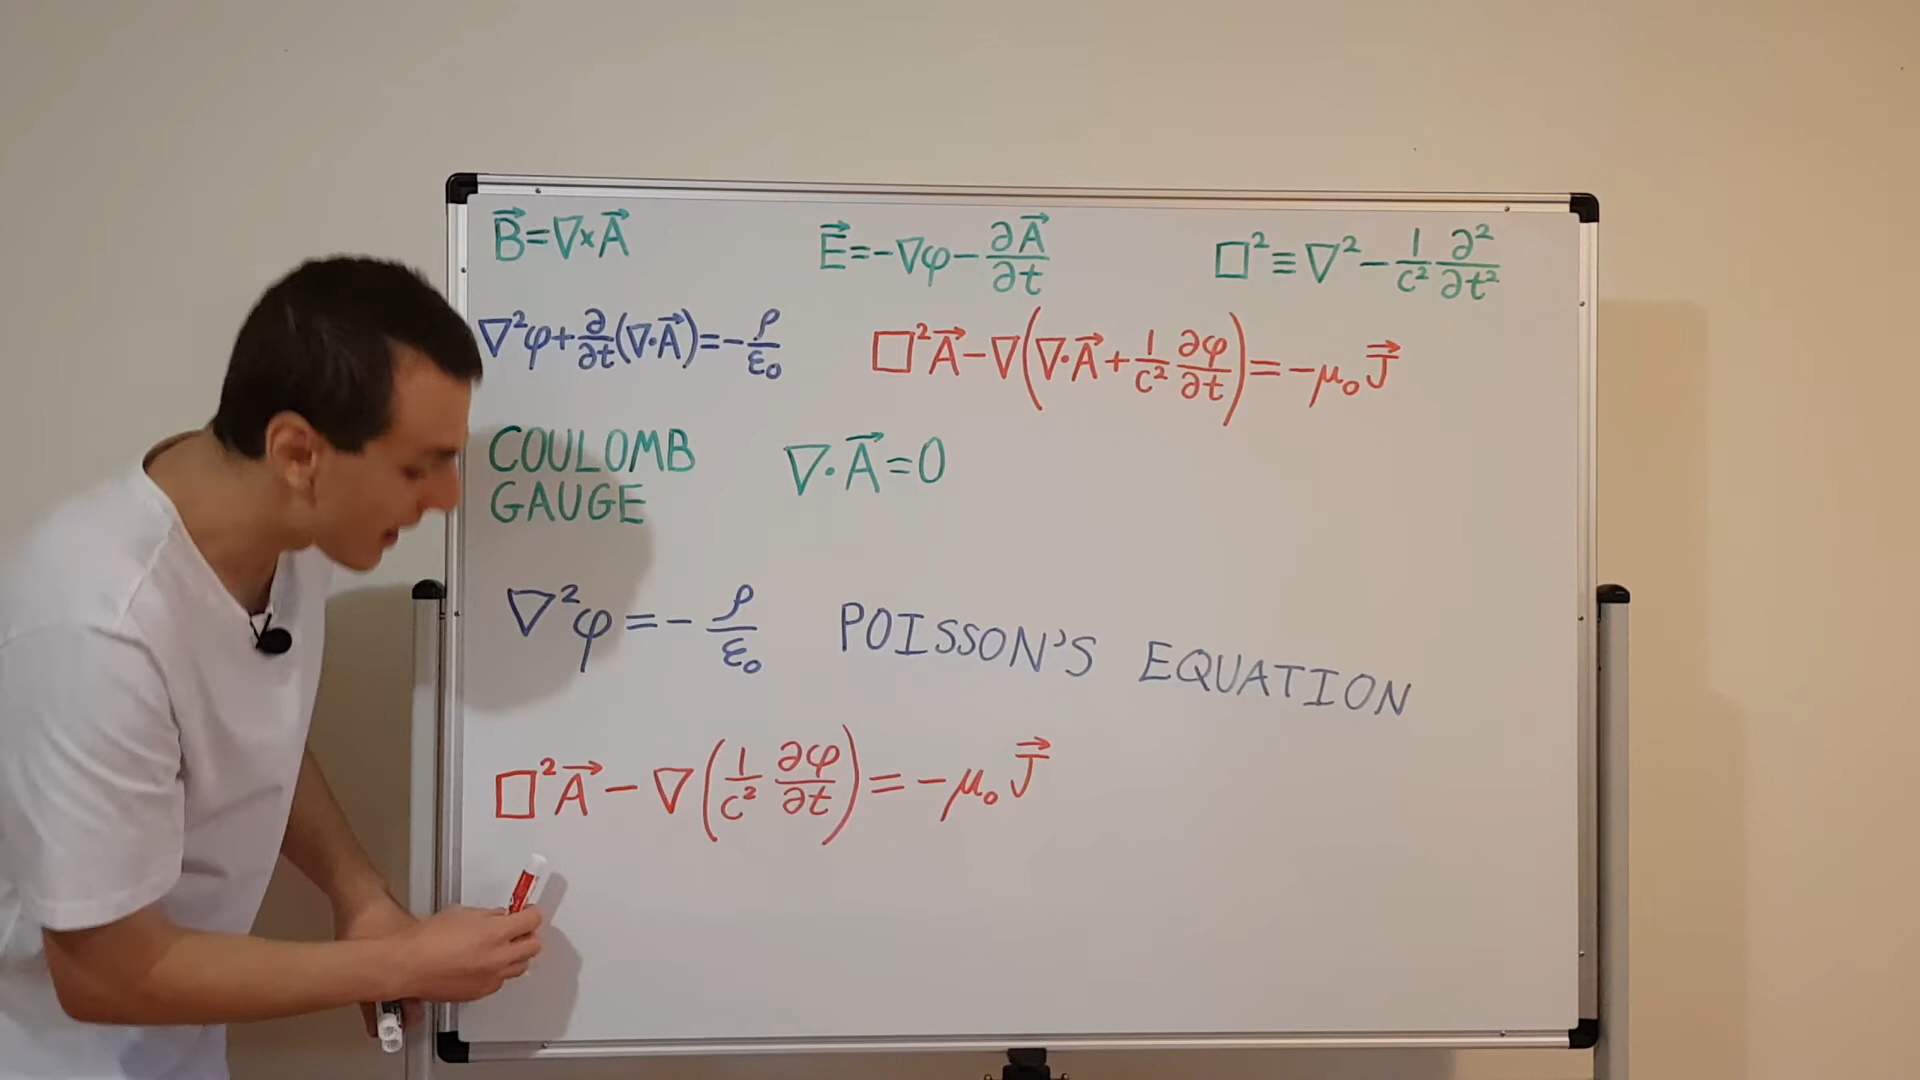 B⃗=∇×A⃗ E⃗=-∇φ-∂A⃗/∂t □²≡∇²-1/c² ∂²/∂t²
∇²φ+∂/∂t(∇·A⃗)=-ρ/ε₀ □²A⃗-∇(∇·A⃗+1/c² ∂φ/∂t)=-μ₀J⃗
COULOMB
GAUGE ∇·A⃗=0
∇²φ=-ρ/ε₀ POISSON'S EQUATION
□²A⃗-∇(1/c² ∂φ/∂t)=-μ₀J⃗